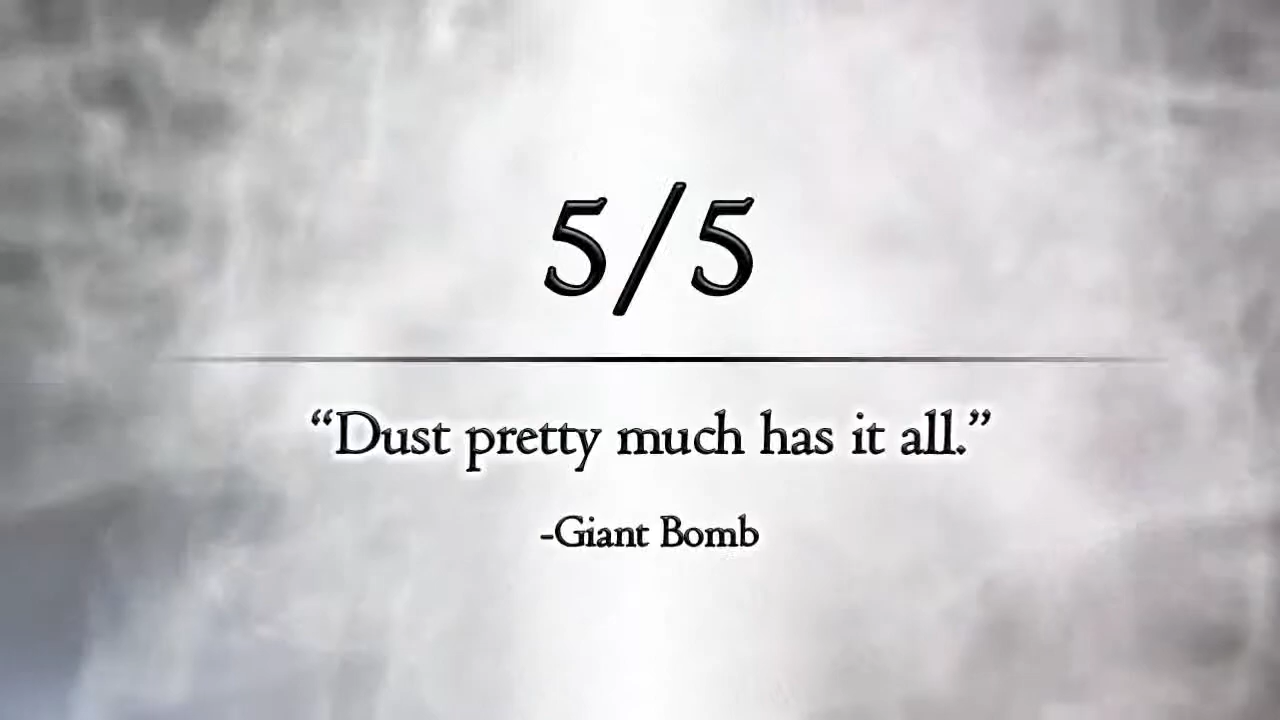 5/5
“Dust pretty much has it all.”
-Giant Bomb